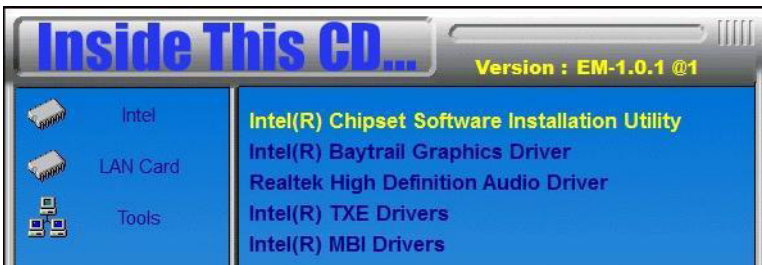 Inside This CD...
Version : EM-1.0.1 @1
Intel
LAN Card
Tools
Intel(R) Chipset Software Installation Utility
Intel(R) Baytrail Graphics Driver
Realtek High Definition Audio Driver
Intel(R) TXE Drivers
Intel(R) MBI Drivers